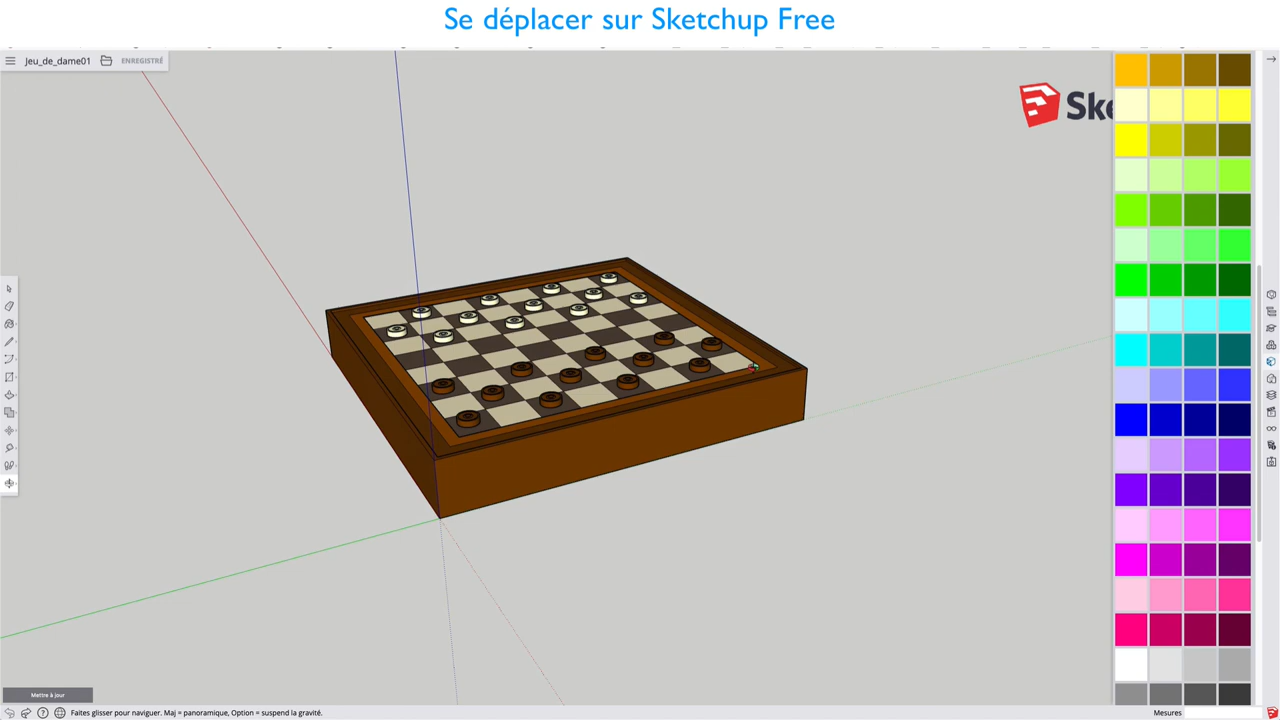 Se déplacer sur Sketchup Free
Jeu_de_dame01 ENREGISTRÉ
Ske
Mettre à jour
Faites glisser pour naviguer. Maj = panoramique, Option = suspend la gravité.
Mesures